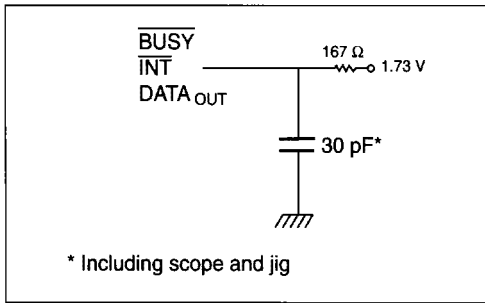 BUSY
INT
DATA OUT
167 Ω
1.73 V
30 pF*
* Including scope and jig